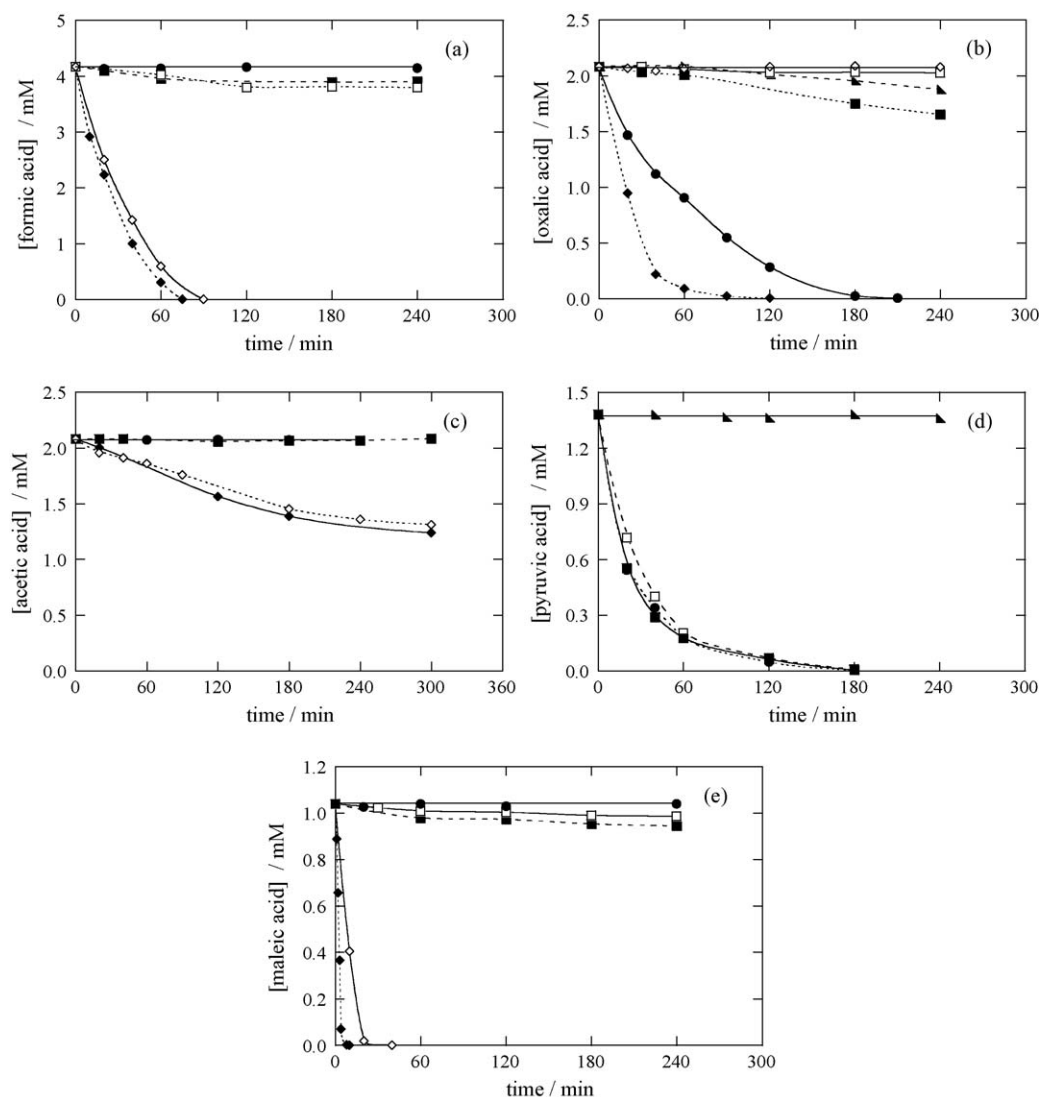 (a)
[formic acid] / mM
5
4
3
2
1
0
0 60 120 180 240 300
time / min
(b)
[oxalic acid] / mM
2.5
2.0
1.5
1.0
0.5
0.0
0 60 120 180 240 300
time / min
(c)
[acetic acid] / mM
2.5
2.0
1.5
1.0
0.5
0.0
0 60 120 180 240 300 360
time / min
(d)
[pyruvic acid] / mM
1.5
1.2
0.9
0.6
0.3
0.0
0 60 120 180 240 300
time / min
(e)
[maleic acid] / mM
1.2
1.0
0.8
0.6
0.4
0.2
0.0
0 60 120 180 240 300
time / min